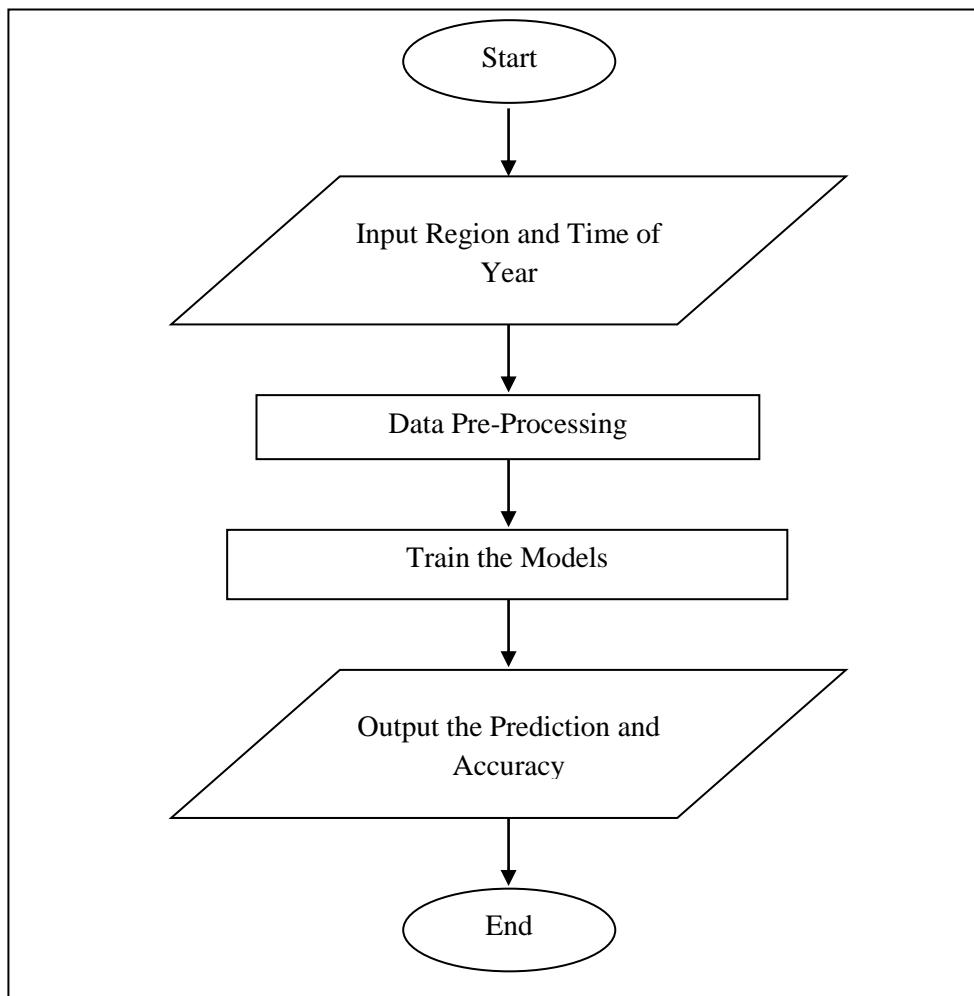 Start
Input Region and Time of
Year
Data Pre-Processing
Train the Models
Output the Prediction and
Accuracy
End